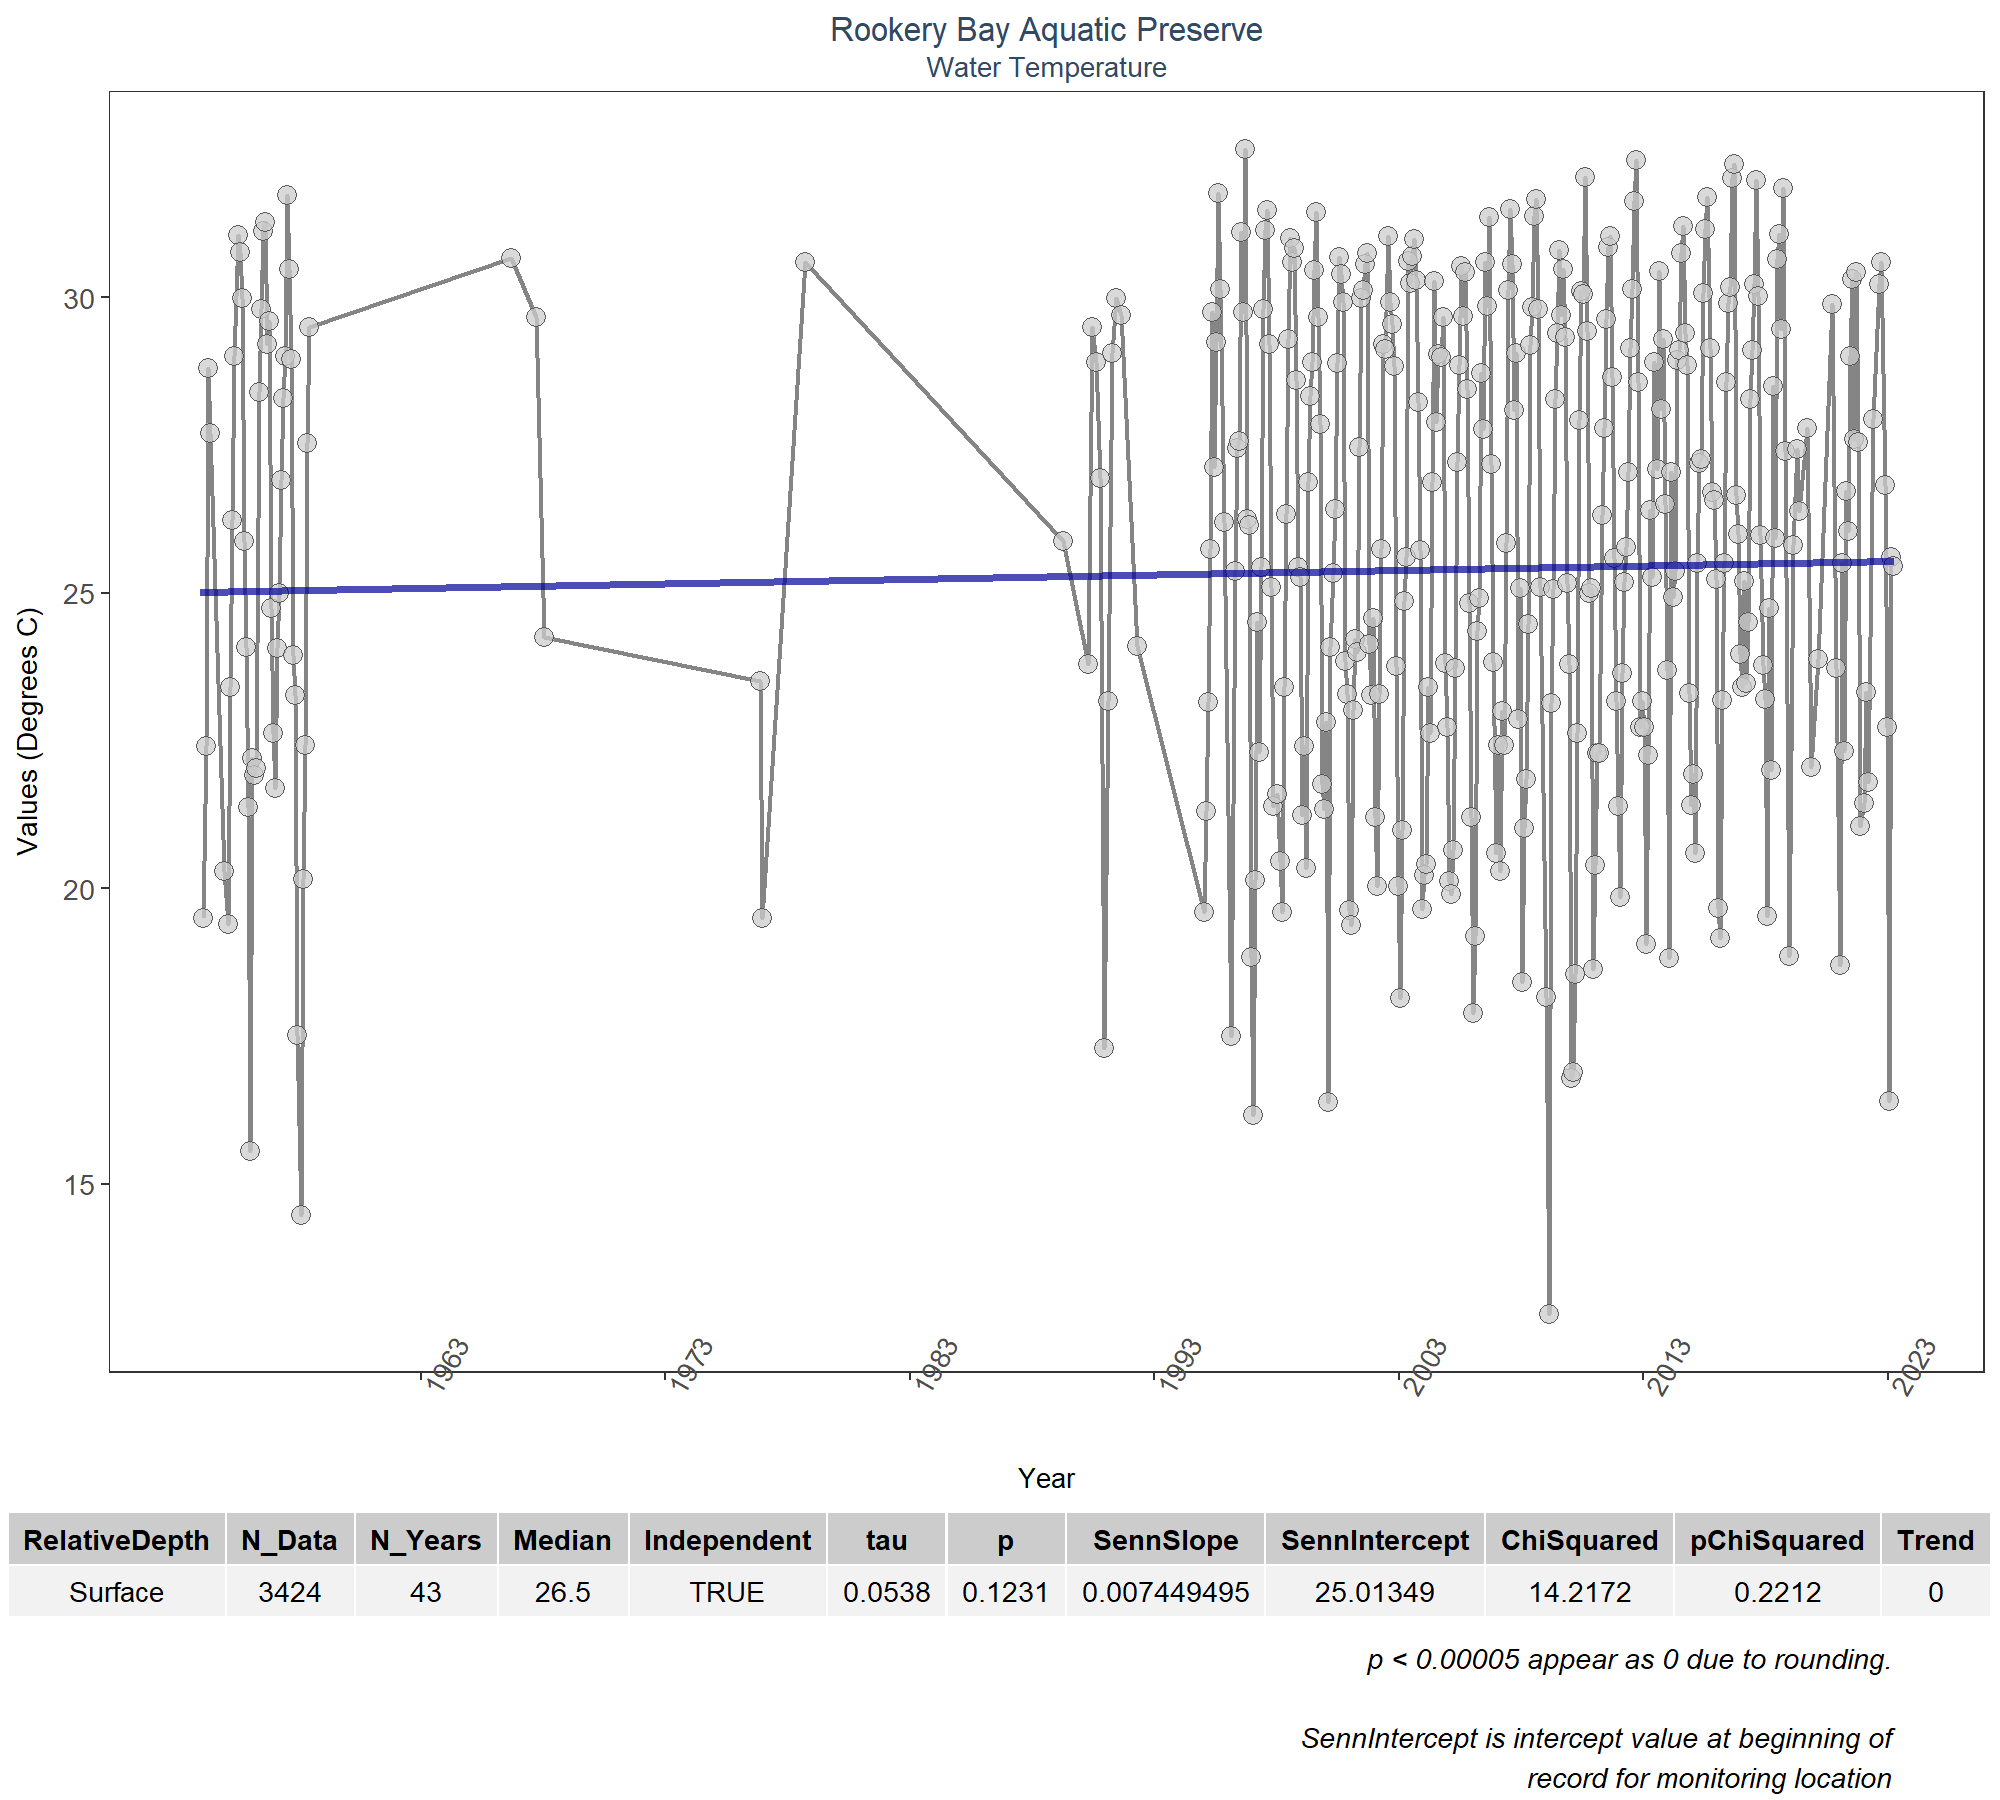 Rookery Bay Aquatic Preserve
Water Temperature
Values (Degrees C)
30
25
20
15
1963
1973
1983
1993
2003
2013
2023
Year
RelativeDepth N_Data N_Years Median Independent tau p SennSlope SennIntercept ChiSquared pChiSquared Trend
Surface 3424 43 26.5 TRUE 0.0538 0.1231 0.007449495 25.01349 14.2172 0.2212 0
p < 0.00005 appear as 0 due to rounding.
SennIntercept is intercept value at beginning of
record for monitoring location